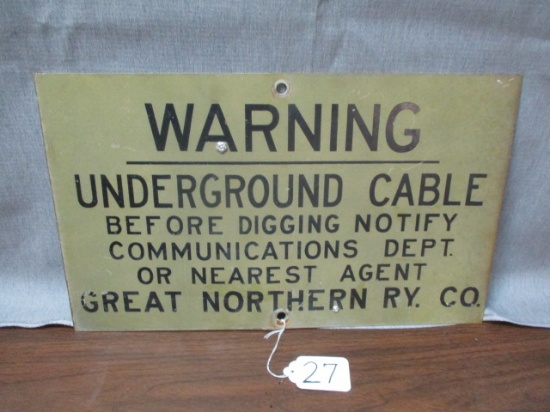 WARNING
UNDERGROUND CABLE
BEFORE DIGGING NOTIFY
COMMUNICATIONS DEPT.
OR NEAREST AGENT
GREAT NORTHERN RY. CO.
27